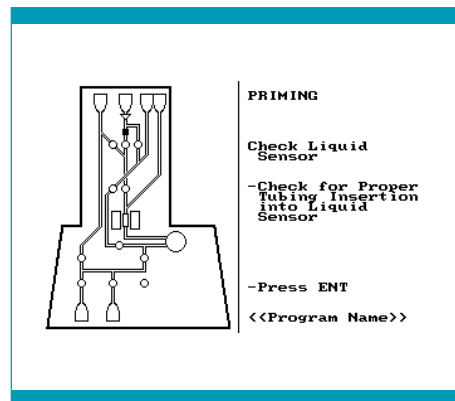 PRIMING
Check Liquid
Sensor
-Check for Proper
Tubing Insertion
into Liquid
Sensor
-Press ENT
<<Program Name>>